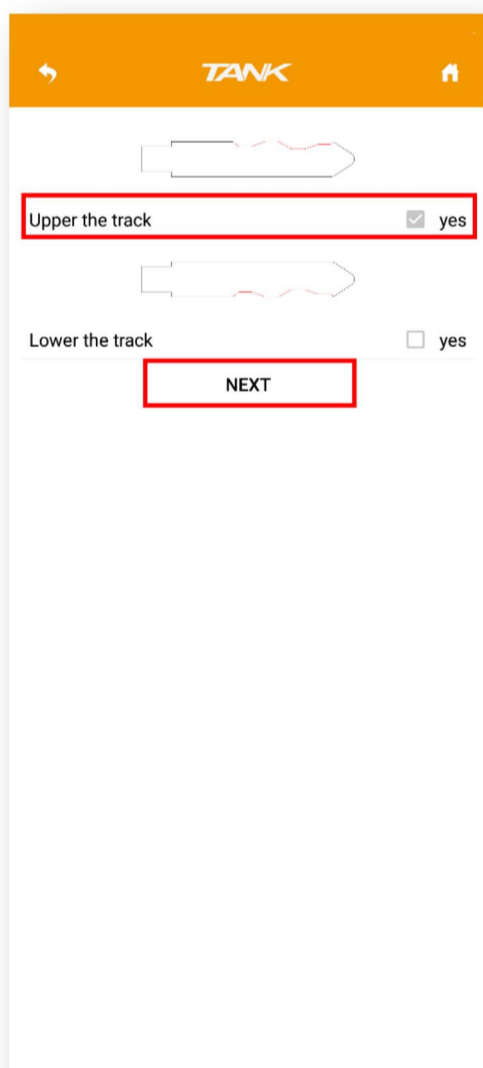 TANK
Upper the track yes
Lower the track yes
NEXT